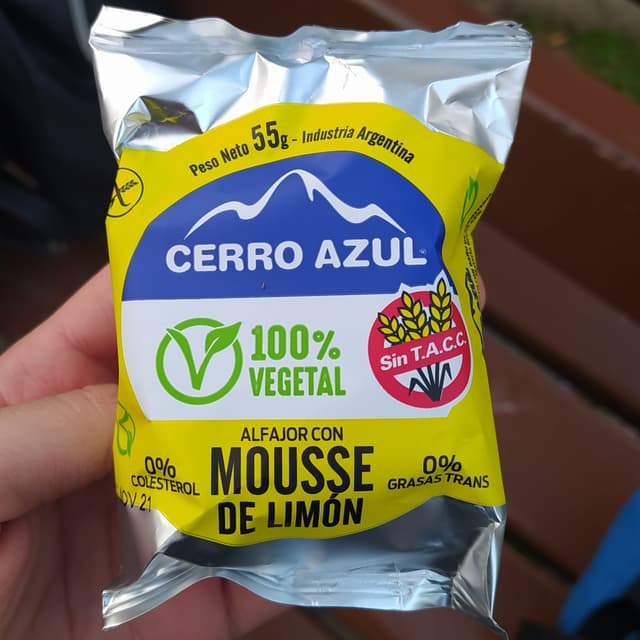 Peso Neto 55g - Industria Argentina
CERRO AZUL
100%
VEGETAL
Sin T.A.C.C.
ALFAJOR CON
MOUSSE
DE LIMÓN
0%
COLESTEROL
0%
GRASAS TRANS